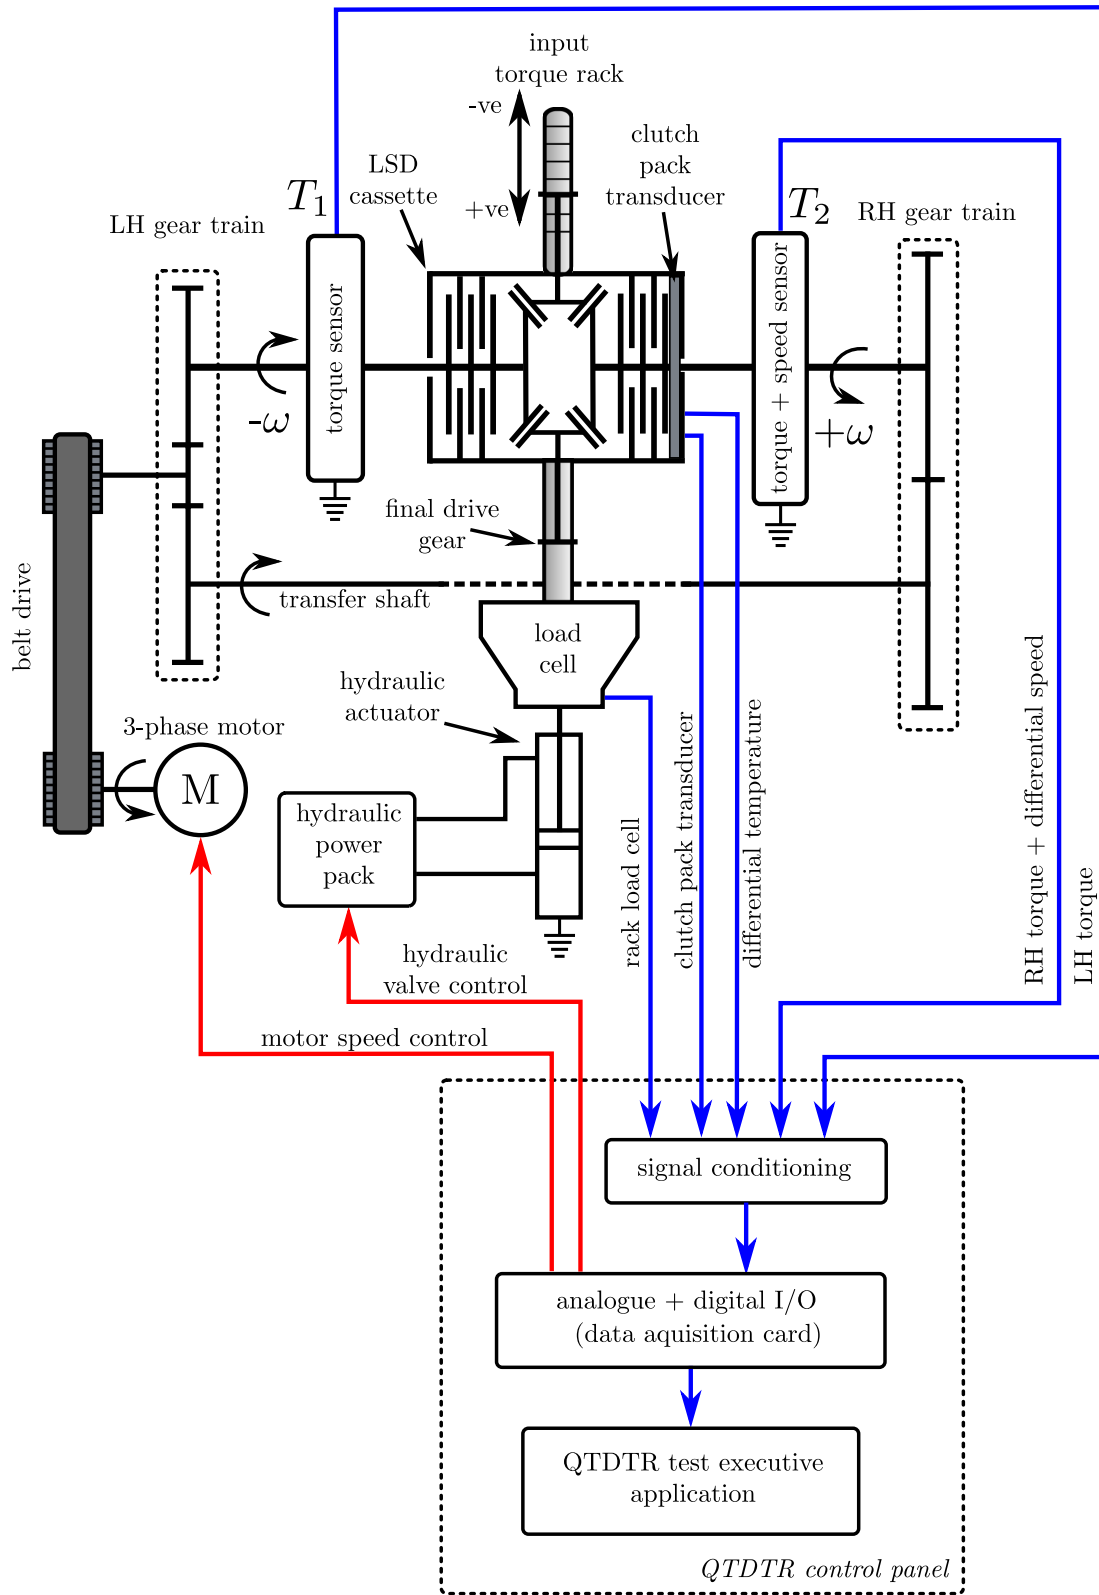 input
torque rack
-ve
+ve
clutch
pack
transducer
LSD
cassette
T1
T2
LH gear train
RH gear train
torque sensor
torque + speed sensor
-ω
+ω
final drive
gear
transfer shaft
belt drive
load
cell
hydraulic
actuator
3-phase motor
M
hydraulic
power
pack
rack load cell
clutch pack transducer
differential temperature
RH torque + differential speed
LH torque
hydraulic
valve control
motor speed control
signal conditioning
analogue + digital I/O
(data aquisition card)
QTDTR test executive
application
QTDTR control panel